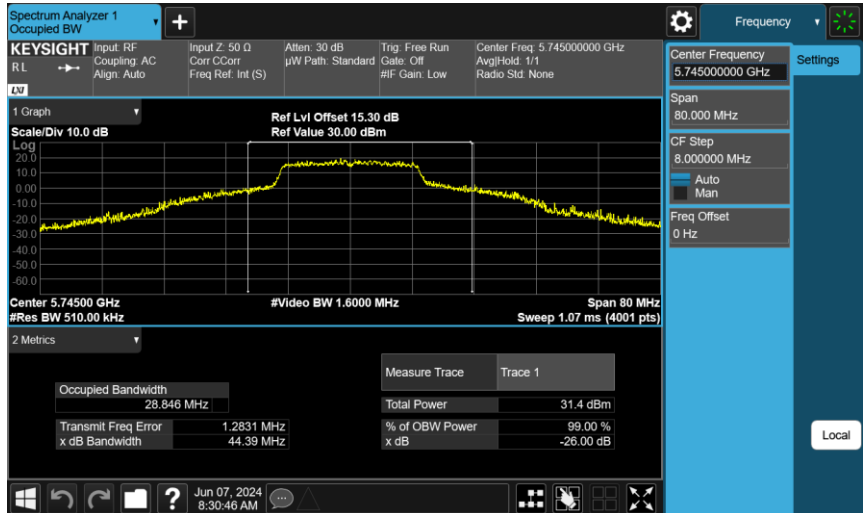 Spectrum Analyzer 1
Occupied BW
Frequency
KEYSIGHT
R L
LXI
Input: RF
Coupling: AC
Align: Auto
Input Z: 50 Ω
Corr CCorr
Freq Ref: Int (S)
Atten: 30 dB
µW Path: Standard
Trig: Free Run
Gate: Off
#IF Gain: Low
Center Freq: 5.745000000 GHz
Avg|Hold: 1/1
Radio Std: None
Center Frequency
5.745000000 GHz
Settings
Span
80.000 MHz
CF Step
8.000000 MHz
Auto
Man
Freq Offset
0 Hz
Local
1 Graph
Scale/Div 10.0 dB
Ref Lvl Offset 15.30 dB
Ref Value 30.00 dBm
Log
20.0
10.0
0.00
-10.0
-20.0
-30.0
-40.0
-50.0
-60.0
Center 5.74500 GHz
#Video BW 1.6000 MHz
Span 80 MHz
#Res BW 510.00 kHz
Sweep 1.07 ms (4001 pts)
2 Metrics
Measure Trace
Trace 1
Occupied Bandwidth
28.846 MHz
Total Power
31.4 dBm
Transmit Freq Error
1.2831 MHz
% of OBW Power
99.00 %
x dB Bandwidth
44.39 MHz
x dB
-26.00 dB
?
Jun 07, 2024
8:30:46 AM